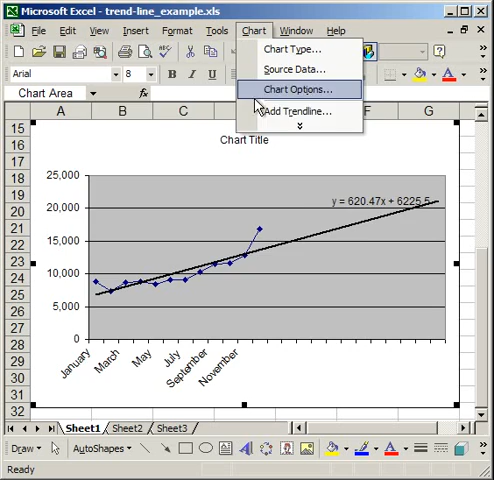 Microsoft Excel - trend-line_example.xls
File Edit View Insert Format Tools Chart Window Help
Arial 8 B I U
Chart Area fx
Chart Type...
Source Data...
Chart Options...
Add Trendline...
A B C F G
15
16
17
18
19
20
21
22
23
24
25
26
27
28
29
30
31
32
Chart Title
25,000
20,000
15,000
10,000
5,000
0
y = 620.47x + 6225.5
January March May July September November
Sheet1 Sheet2 Sheet3
Draw AutoShapes
Ready